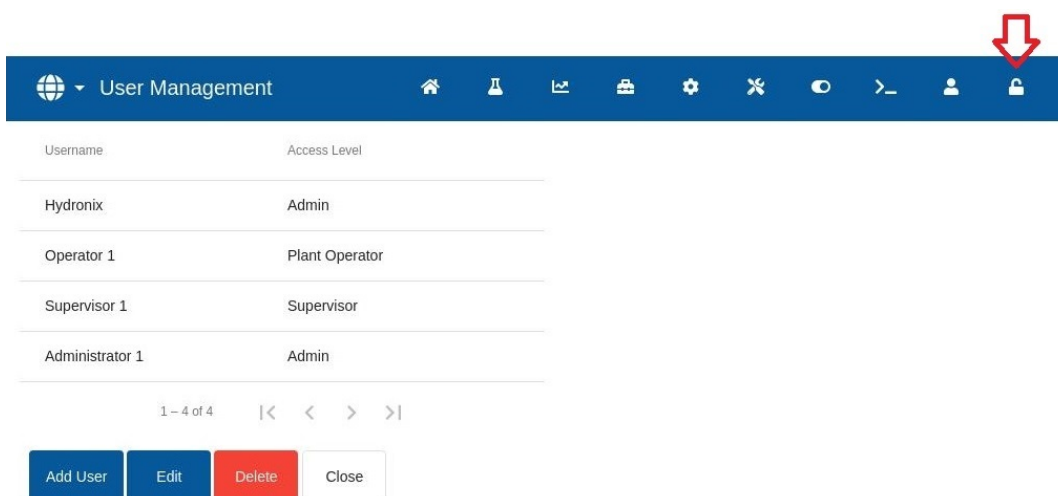 User Management
Username Access Level
Hydronix Admin
Operator 1 Plant Operator
Supervisor 1 Supervisor
Administrator 1 Admin
1 – 4 of 4
Add User Edit Delete Close